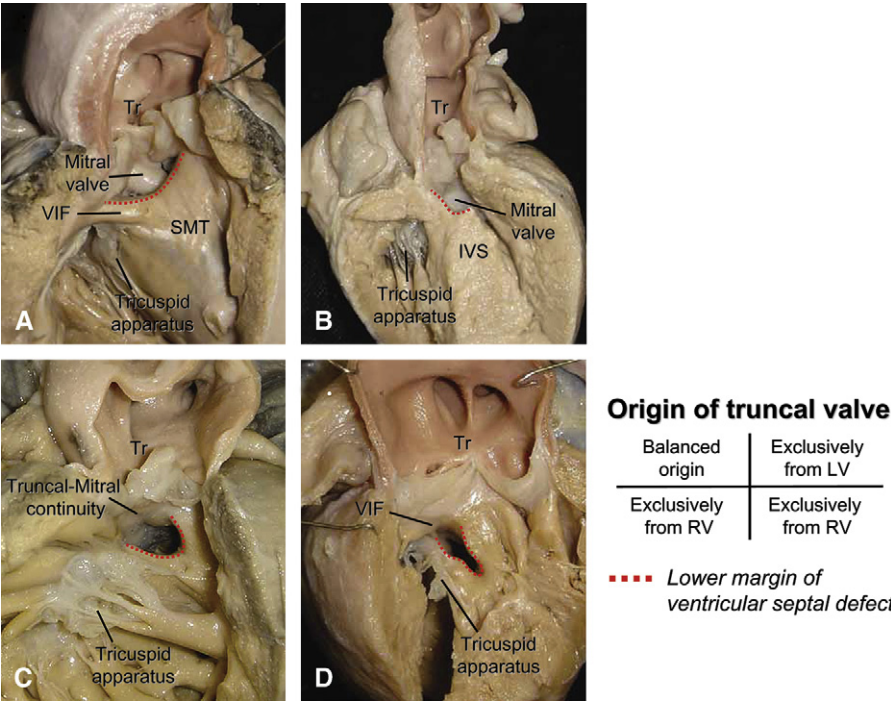 Tr
Mitral
valve
VIF
SMT
Tricuspid
apparatus
A
Tr
Mitral
valve
IVS
Tricuspid
apparatus
B
Tr
Truncal-Mitral
continuity
Tricuspid
apparatus
C
Tr
VIF
Tricuspid
apparatus
D
Origin of truncal valve
Balanced
origin
Exclusively
from LV
Exclusively
from RV
Exclusively
from RV
Lower margin of
ventricular septal defect